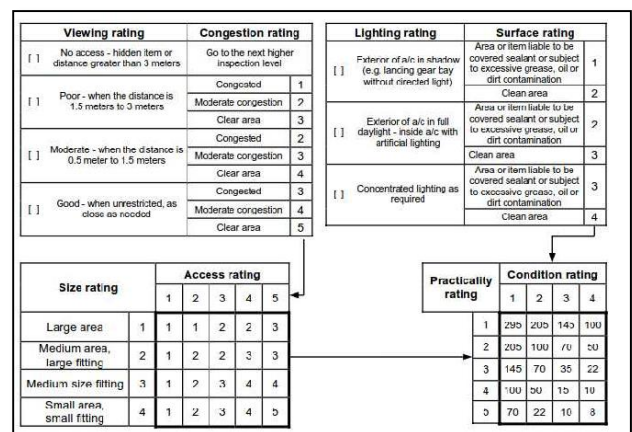 Viewing rating
Congestion rating
[ ]
No access - hidden item or
distance greater than 3 meters
Go to the next higher
inspection level
[ ]
Poor - when the distance is
1.5 meters to 3 meters
Congested 1
Moderate congestion 2
Clear area 3
[ ]
Moderate - when the distance is
0.5 meter to 1.5 meters
Congested 2
Moderate congestion 3
Clear area 4
[ ]
Good - when unrestricted, as
close as needed
Congested 3
Moderate congestion 4
Clear area 5
Lighting rating
Surface rating
[ ]
Exterior of a/c in shadow
(e.g. landing gear bay
without directed light)
Area or item liable to be
covered sealant or subject
to excessive grease, oil or
dirt contamination
1
Clean area 2
[ ]
Exterior of a/c in full
daylight - inside a/c with
artificial lighting
Area or item liable to be
covered sealant or subject
to excessive grease, oil or
dirt contamination
2
Clean area 3
[ ]
Concentrated lighting as
required
Area or item liable to be
covered sealant or subject
to excessive grease, oil or
dirt contamination
3
Clean area 4
Size rating
Access rating
1 2 3 4 5
Large area 1 1 1 2 2 3
Medium area,
large fitting
2 1 2 2 3 3
Medium size fitting 3 1 2 3 4 4
Small area,
small fitting
4 1 2 3 4 5
Practicality
rating
Condition rating
1 2 3 4
1 295 205 145 100
2 205 100 70 50
3 145 70 35 22
4 100 50 15 10
5 70 22 10 8